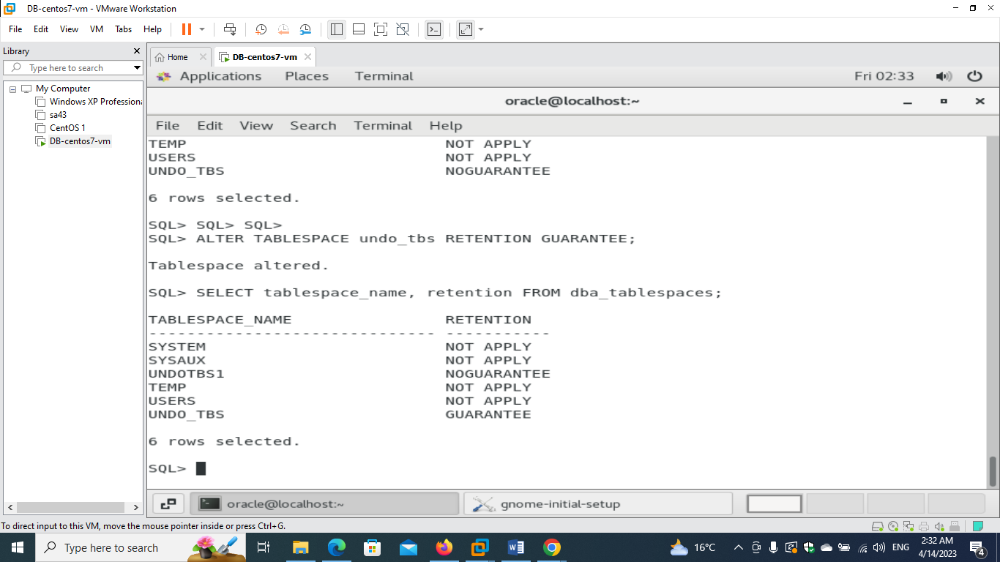 DB-centos7-vm - VMware Workstation
File Edit View VM Tabs Help
Library
Type here to search
My Computer
Windows XP Professiona
sa43
CentOS 1
DB-centos7-vm
Home
DB-centos7-vm
Applications Places Terminal Fri 02:33
oracle@localhost:~
File Edit View Search Terminal Help
TEMP NOT APPLY
USERS NOT APPLY
UNDO_TBS NOGUARANTEE
6 rows selected.
SQL> SQL> SQL>
SQL> ALTER TABLESPACE undo_tbs RETENTION GUARANTEE;
Tablespace altered.
SQL> SELECT tablespace_name, retention FROM dba_tablespaces;
TABLESPACE_NAME RETENTION
------------------------------ -----------
SYSTEM NOT APPLY
SYSAUX NOT APPLY
UNDOTBS1 NOGUARANTEE
TEMP NOT APPLY
USERS NOT APPLY
UNDO_TBS GUARANTEE
6 rows selected.
SQL>
oracle@localhost:~ gnome-initial-setup
To direct input to this VM, move the mouse pointer inside or press Ctrl+G.
Type here to search
16°C
ENG
2:32 AM
4/14/2023
4